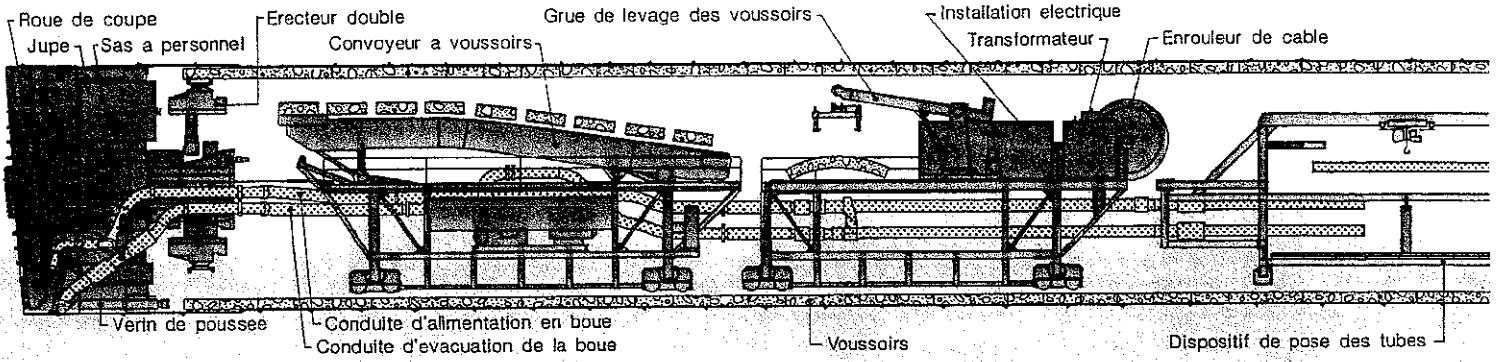 Roue de coupe
Jupe
Sas a personnel
Erecteur double
Convoyeur a voussoirs
Grue de levage des voussoirs
Installation electrique
Transformateur
Enrouleur de cable
Verin de poussee
Conduite d'alimentation en boue
Conduite d'evacuation de la boue
Voussoirs
Dispositif de pose des tubes